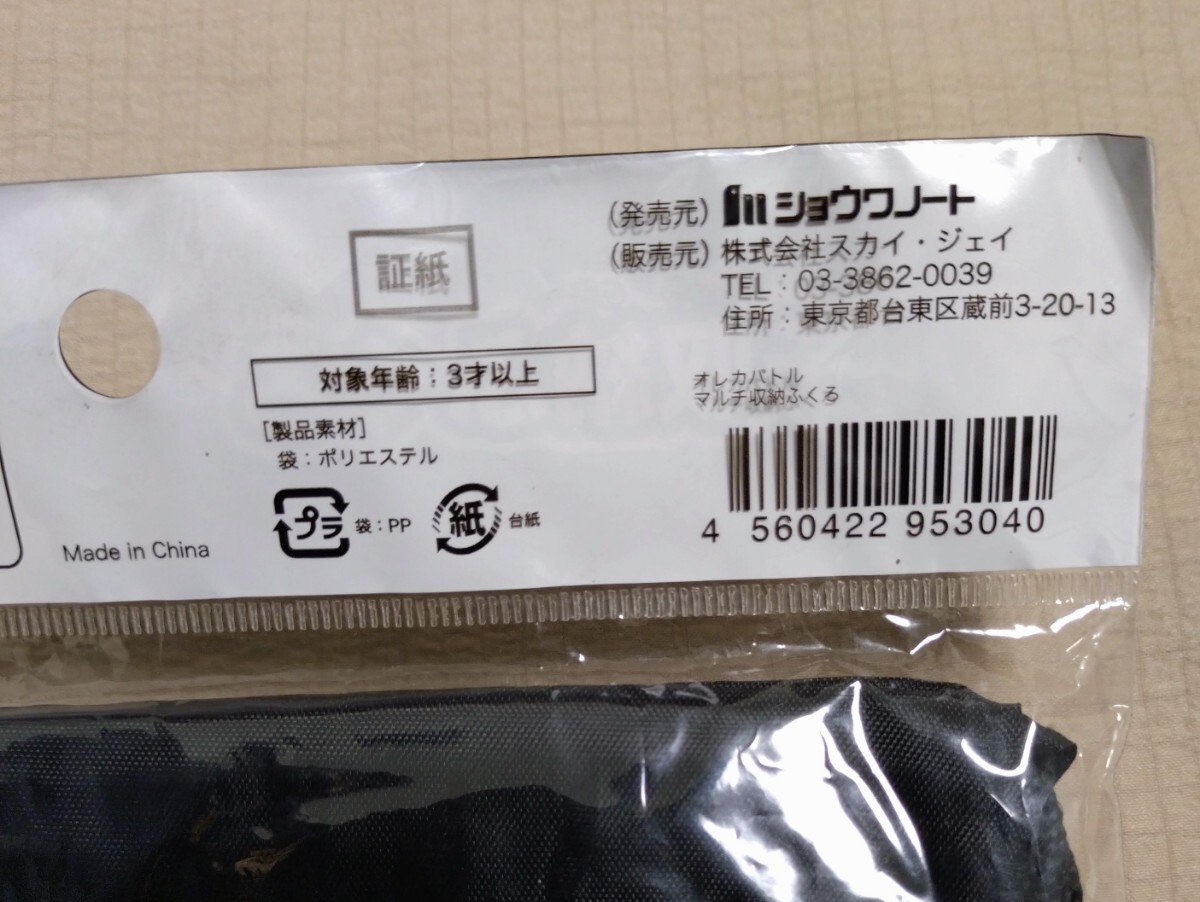 (発売元) ショウワノート
(販売元) 株式会社スカイ・ジェイ
TEL：03-3862-0039
住所：東京都台東区蔵前3-20-13
証紙
対象年齢：3才以上
オレカバトル
マルチ収納ふくろ
[製品素材]
袋：ポリエステル
プラ 袋：PP 紙 台紙
Made in China
4 560422 953040